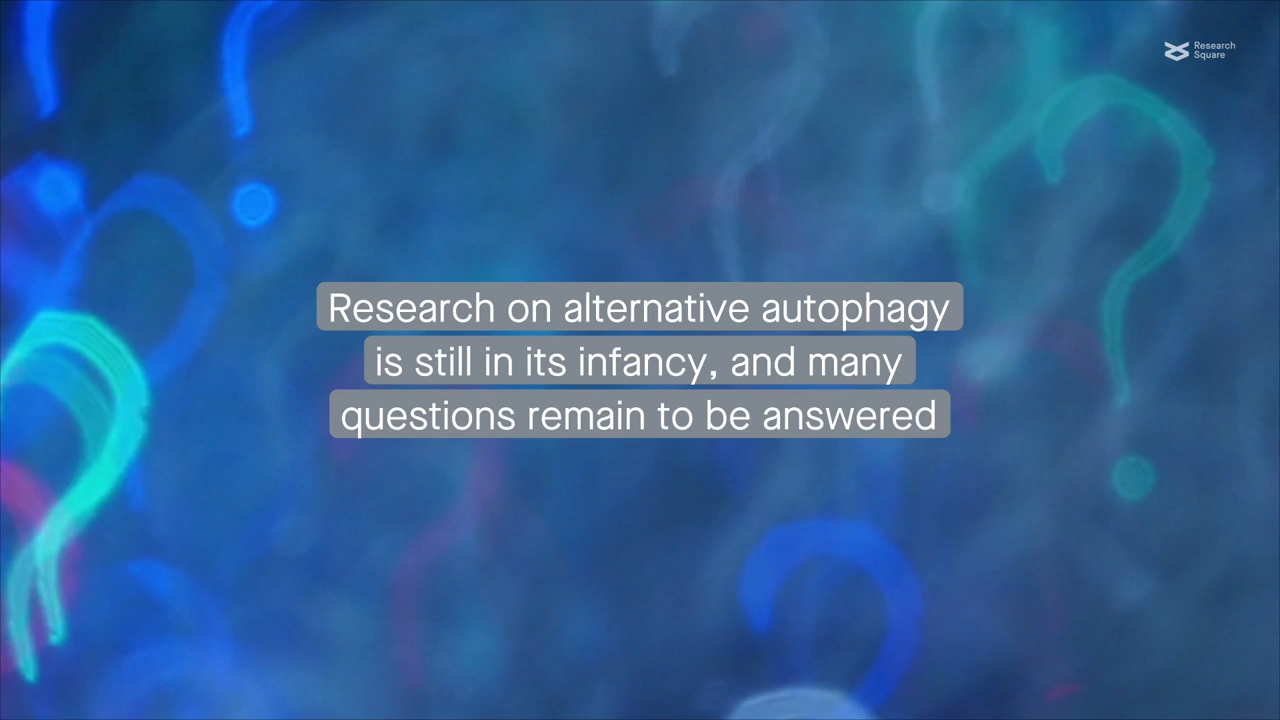 Research
Square
Research on alternative autophagy
is still in its infancy, and many
questions remain to be answered